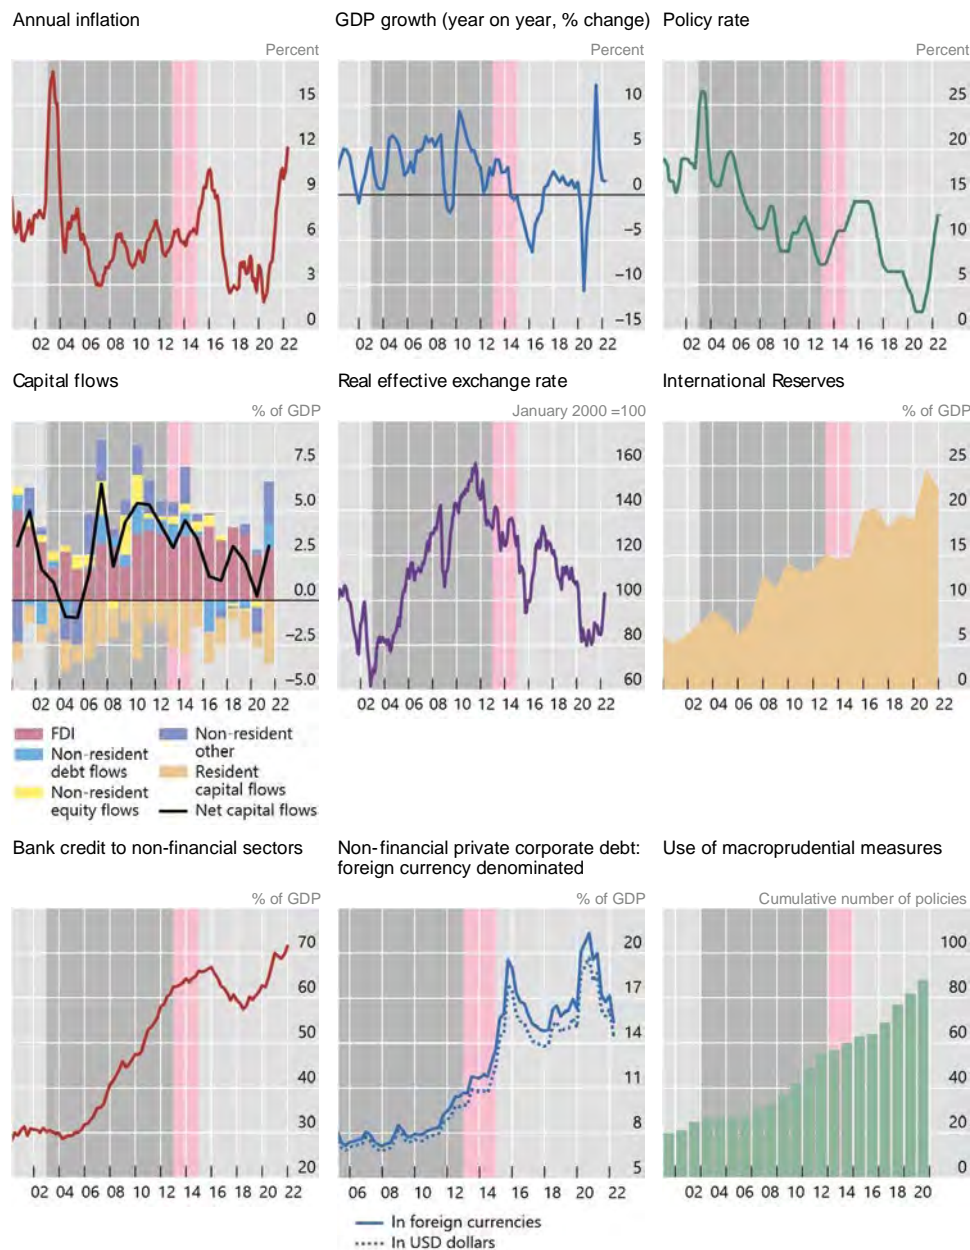 Annual inflation
Percent
15
12
9
6
3
0
02 04 06 08 10 12 14 16 18 20 22
GDP growth (year on year, % change)
Percent
10
5
0
−5
−10
−15
02 04 06 08 10 12 14 16 18 20 22
Policy rate
Percent
25
20
15
10
5
0
02 04 06 08 10 12 14 16 18 20 22
Capital flows
% of GDP
7.5
5.0
2.5
0.0
−2.5
−5.0
02 04 06 08 10 12 14 16 18 20 22
FDI
Non-resident
debt flows
Non-resident
equity flows
Non-resident
other
Resident
capital flows
Net capital flows
Real effective exchange rate
January 2000 =100
160
140
120
100
80
60
02 04 06 08 10 12 14 16 18 20 22
International Reserves
% of GDP
25
20
15
10
5
0
02 04 06 08 10 12 14 16 18 20 22
Bank credit to non-financial sectors
% of GDP
70
60
50
40
30
20
02 04 06 08 10 12 14 16 18 20 22
Non-financial private corporate debt:
foreign currency denominated
% of GDP
20
17
14
11
8
5
06 08 10 12 14 16 18 20 22
In foreign currencies
In USD dollars
Use of macroprudential measures
Cumulative number of policies
100
80
60
40
20
0
02 04 06 08 10 12 14 16 18 20